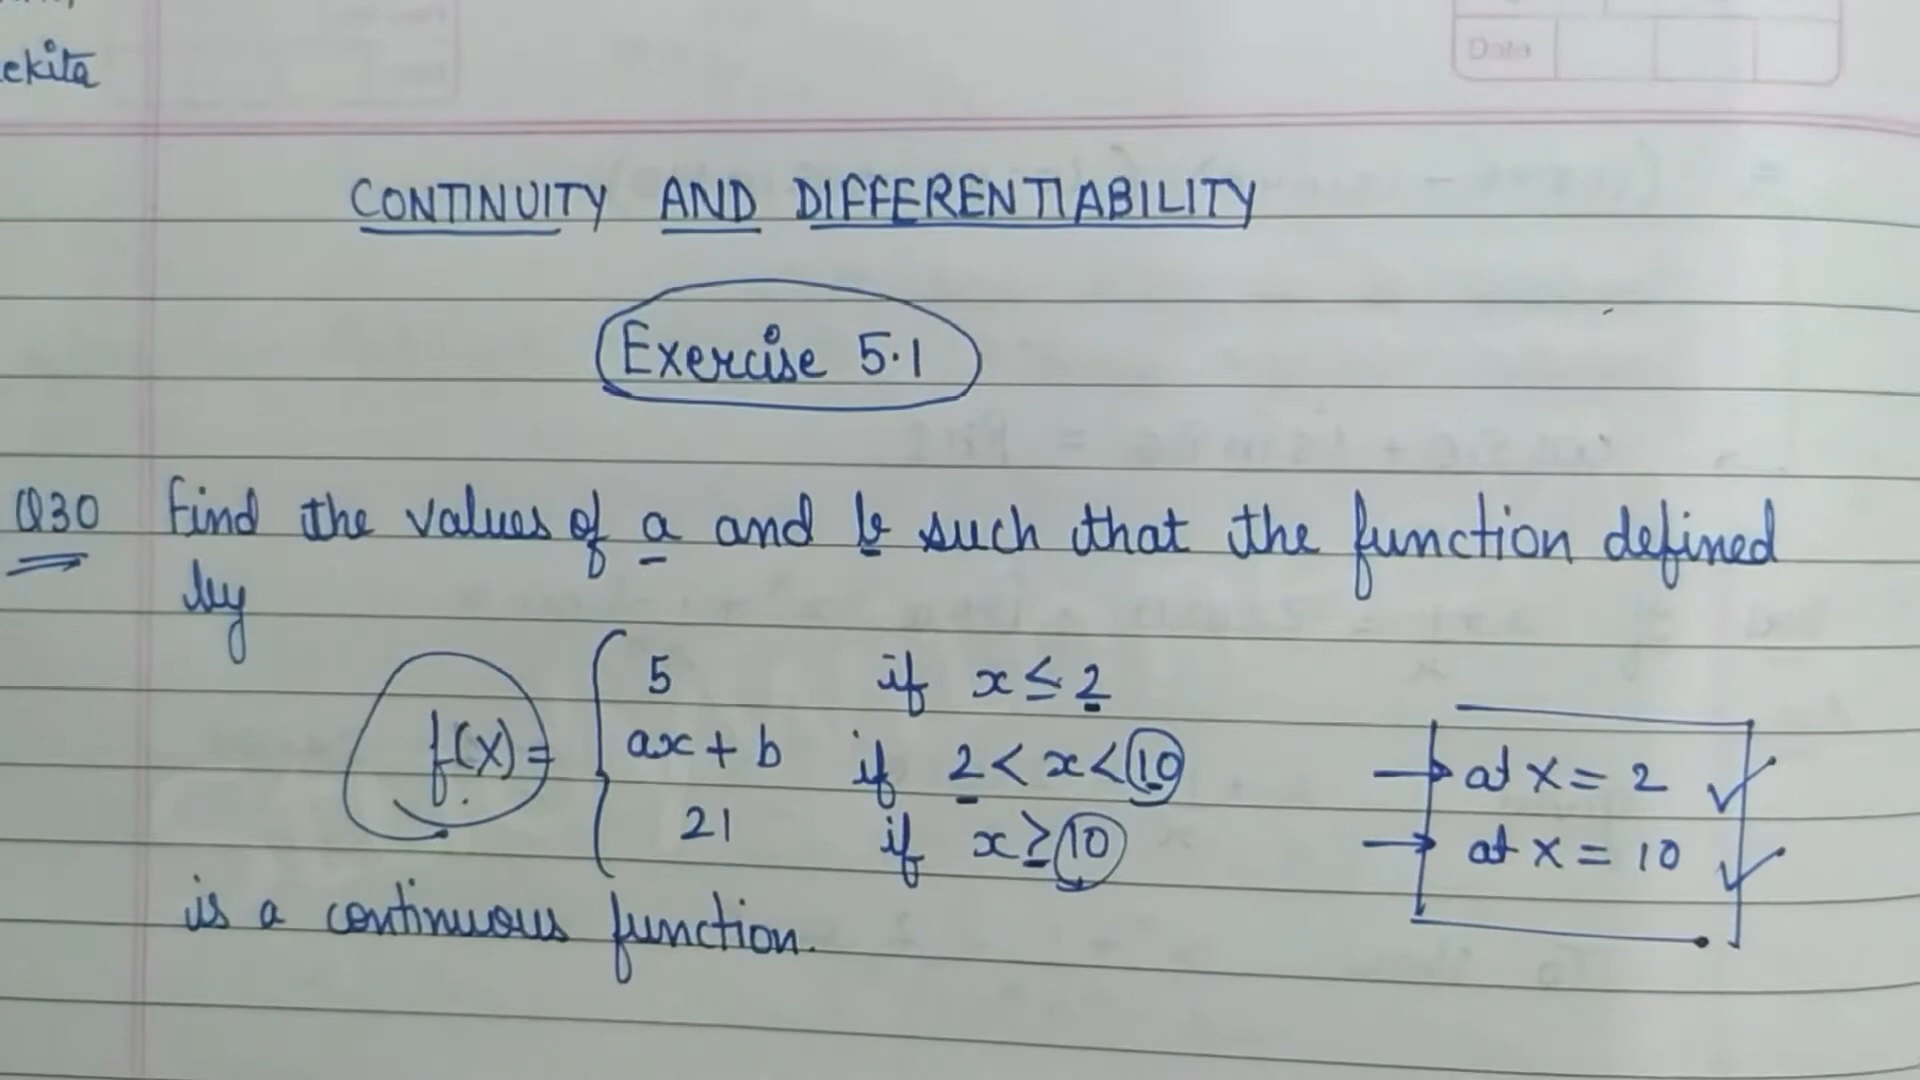 ekita
Date
CONTINUITY AND DIFFERENTIABILITY
Exercise 5.1
Q30 Find the values of a and b such that the function defined
by
f(x) = { 5 if x ≤ 2
ax + b if 2 < x < 10
21 if x ≥ 10
→ at x = 2 ✓
→ at x = 10 ✓
is a continuous function.